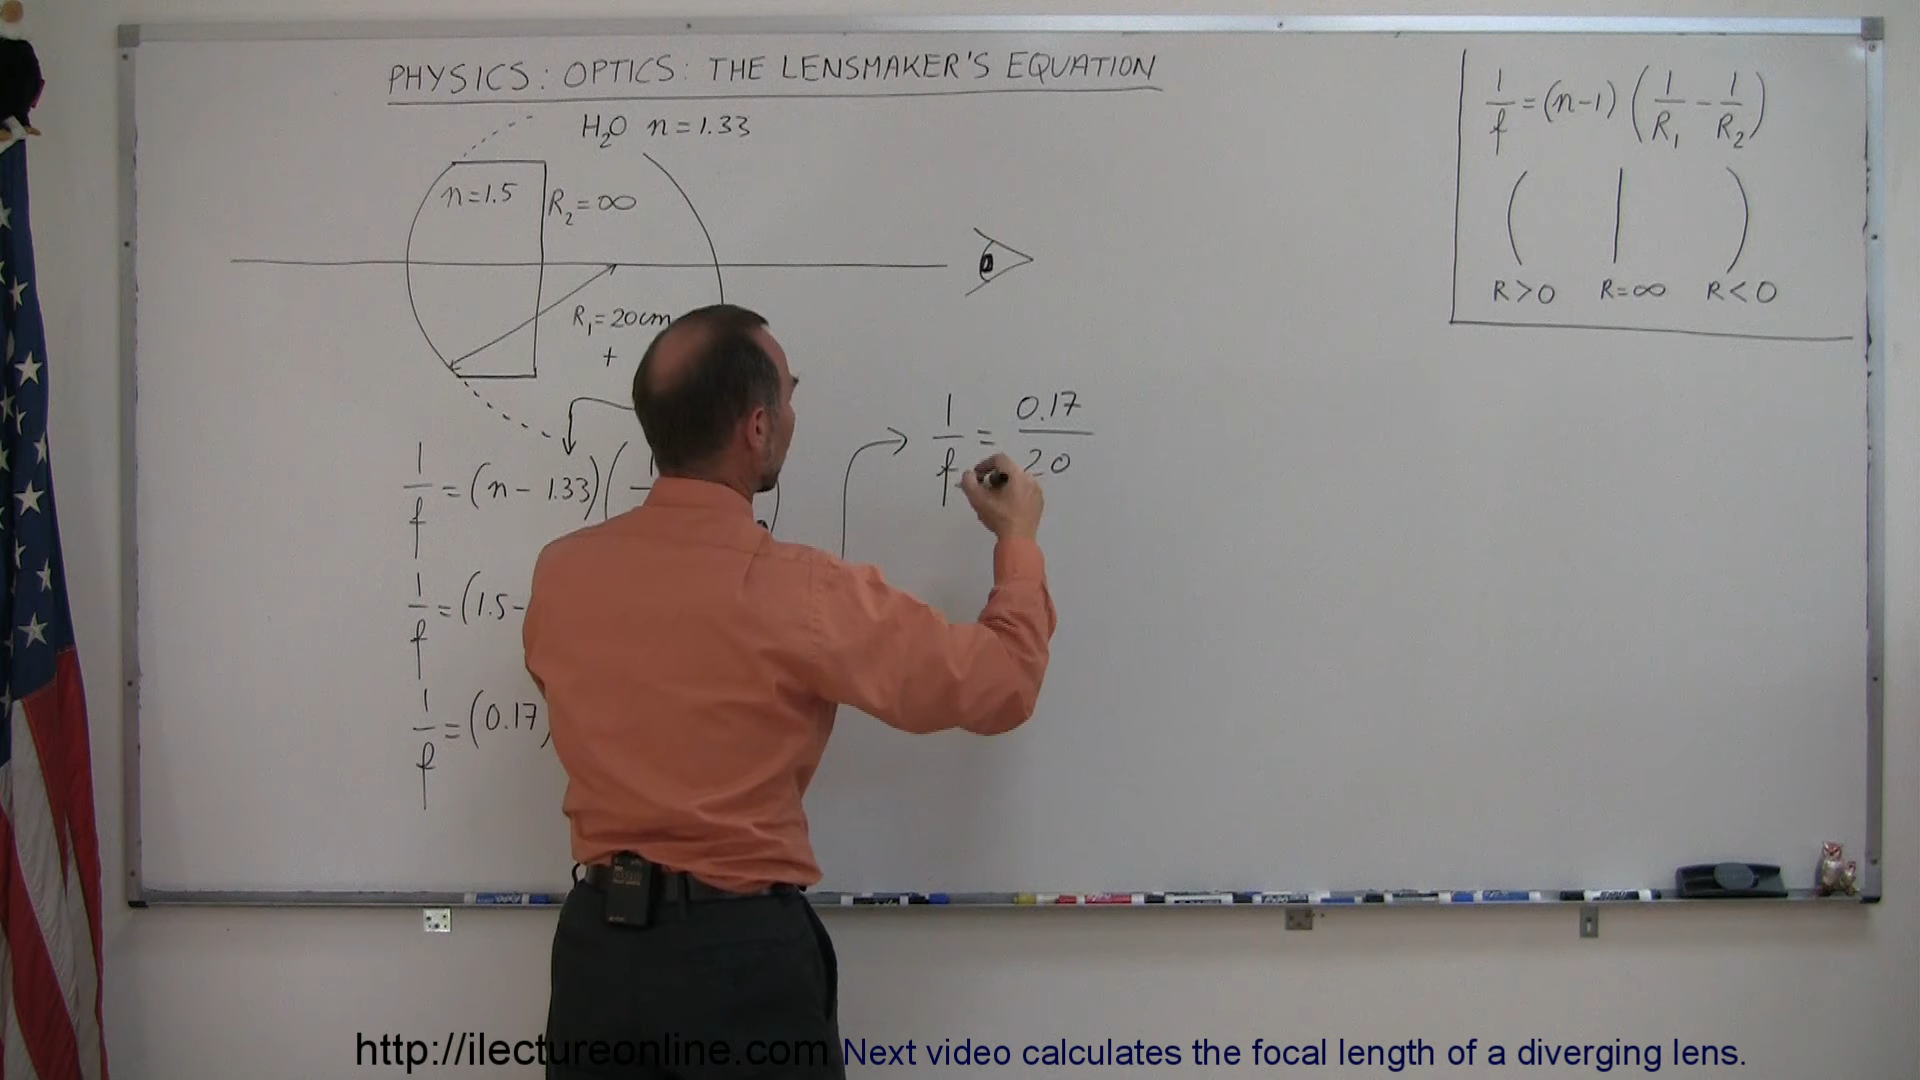 PHYSICS: OPTICS: THE LENSMAKER'S EQUATION
H₂O n = 1.33
n = 1.5
R₂ = ∞
R₁ = 20cm
+
1/f = (n - 1.33)(1
1/f = (1.5 -
1/f = (0.17)
1/f = 0.17/20
1/f = (n-1)(1/R₁ - 1/R₂)
( | )
R>0 R=∞ R<0
http://ilectureonline.com Next video calculates the focal length of a diverging lens.